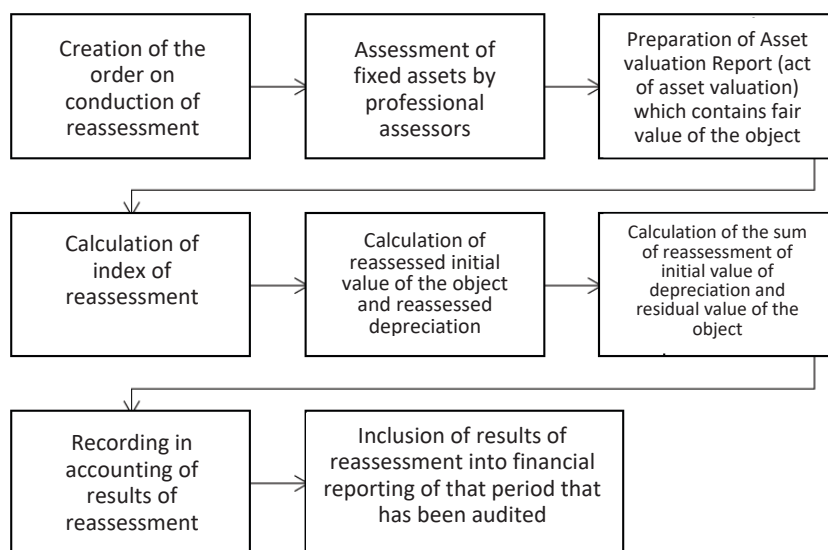 Creation of the
order on
conduction of
reassessment
Assessment of
fixed assets by
professional
assessors
Preparation of Asset
valuation Report (act
of asset valuation)
which contains fair
value of the object
Calculation of
index of
reassessment
Calculation of
reassessed initial
value of the object
and reassessed
depreciation
Calculation of the sum
of reassessment of
initial value of
depreciation and
residual value of the
object
Recording in
accounting of
results of
reassessment
Inclusion of results of
reassessment into financial
reporting of that period that
has been audited